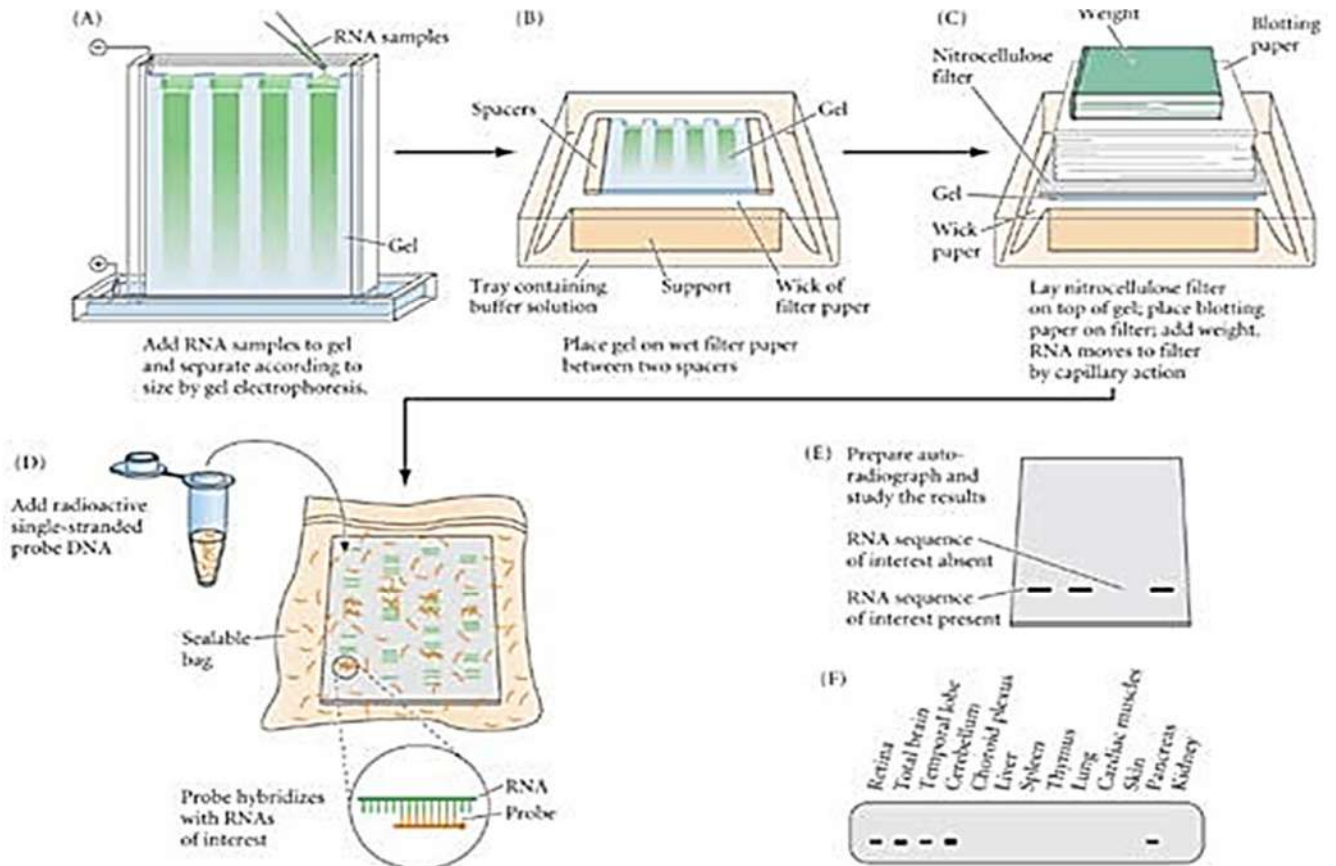 (A)
RNA samples
Gel
Add RNA samples to gel
and separate according to
size by gel electrophoresis.
(B)
Spacers
Gel
Tray containing
buffer solution
Support
Wick of
filter paper
Place gel on wet filter paper
between two spacers
(C)
Weight
Blotting
paper
Nitrocellulose
filter
Gel
Wick
paper
Lay nitrocellulose filter
on top of gel; place blotting
paper on filter; add weight.
RNA moves to filter
by capillary action
(D)
Add radioactive
single-stranded
probe DNA
Sealable
bag
Probe hybridizes
with RNAs
of interest
RNA
Probe
(E)
Prepare auto-
radiograph and
study the results
RNA sequence
of interest absent
RNA sequence
of interest present
(F)
Retina
Total brain
Temporal lobe
Cerebellum
Choroid plexus
Liver
Spleen
Thymus
Lung
Cardiac muscles
Skin
Pancreas
Kidney